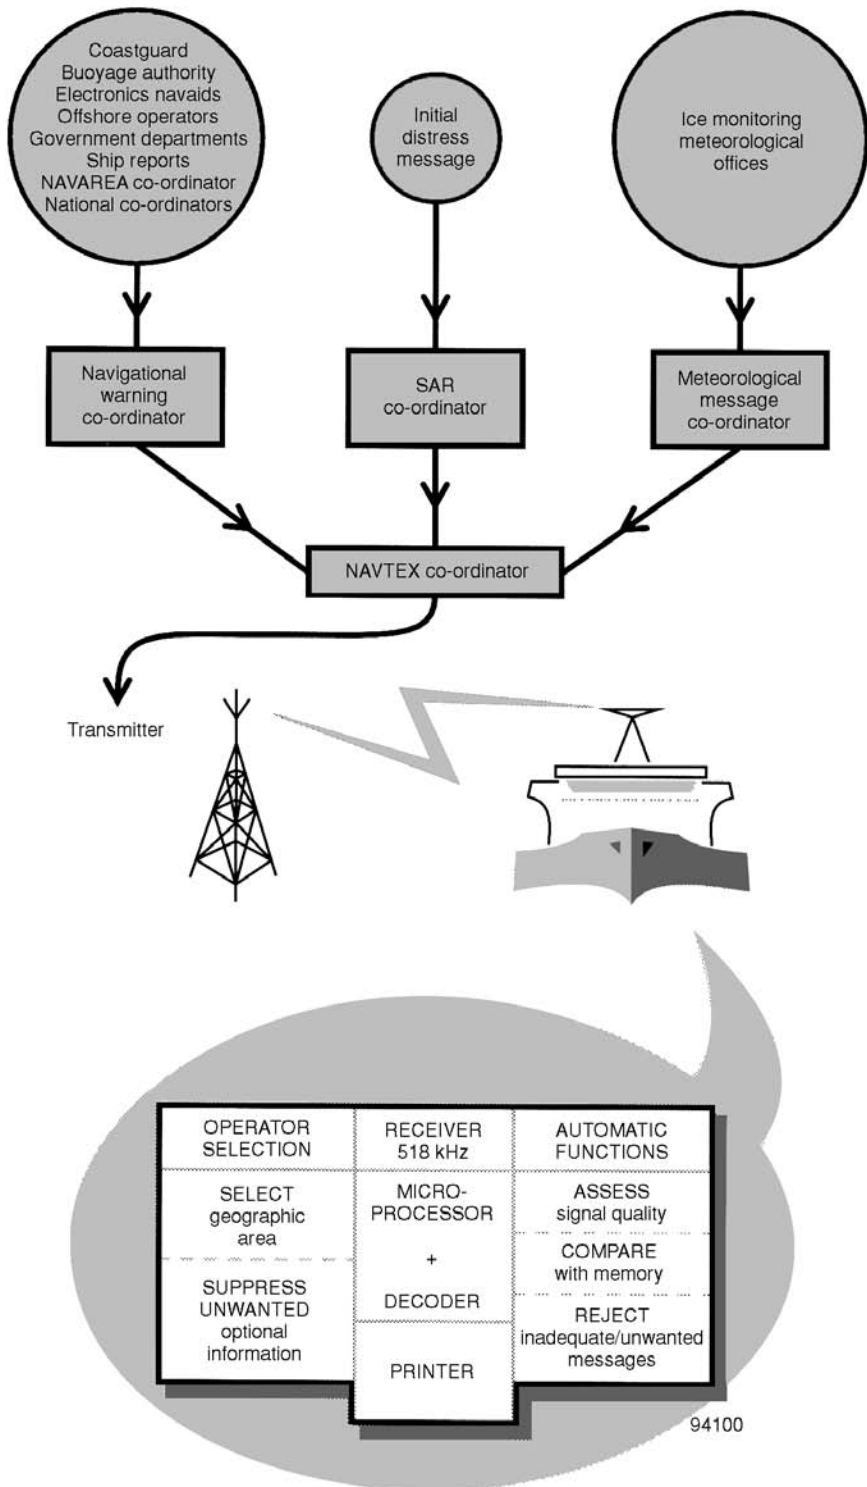 Coastguard
Buoyage authority
Electronics navaids
Offshore operators
Government departments
Ship reports
NAVAREA co-ordinator
National co-ordinators
Initial
distress
message
Ice monitoring
meteorological
offices
Navigational
warning
co-ordinator
SAR
co-ordinator
Meteorological
message
co-ordinator
NAVTEX co-ordinator
Transmitter
OPERATOR
SELECTION
SELECT
geographic
area
SUPPRESS
UNWANTED
optional
information
RECEIVER
518 kHz
MICRO-
PROCESSOR
+
DECODER
PRINTER
AUTOMATIC
FUNCTIONS
ASSESS
signal quality
COMPARE
with memory
REJECT
inadequate/unwanted
messages
94100